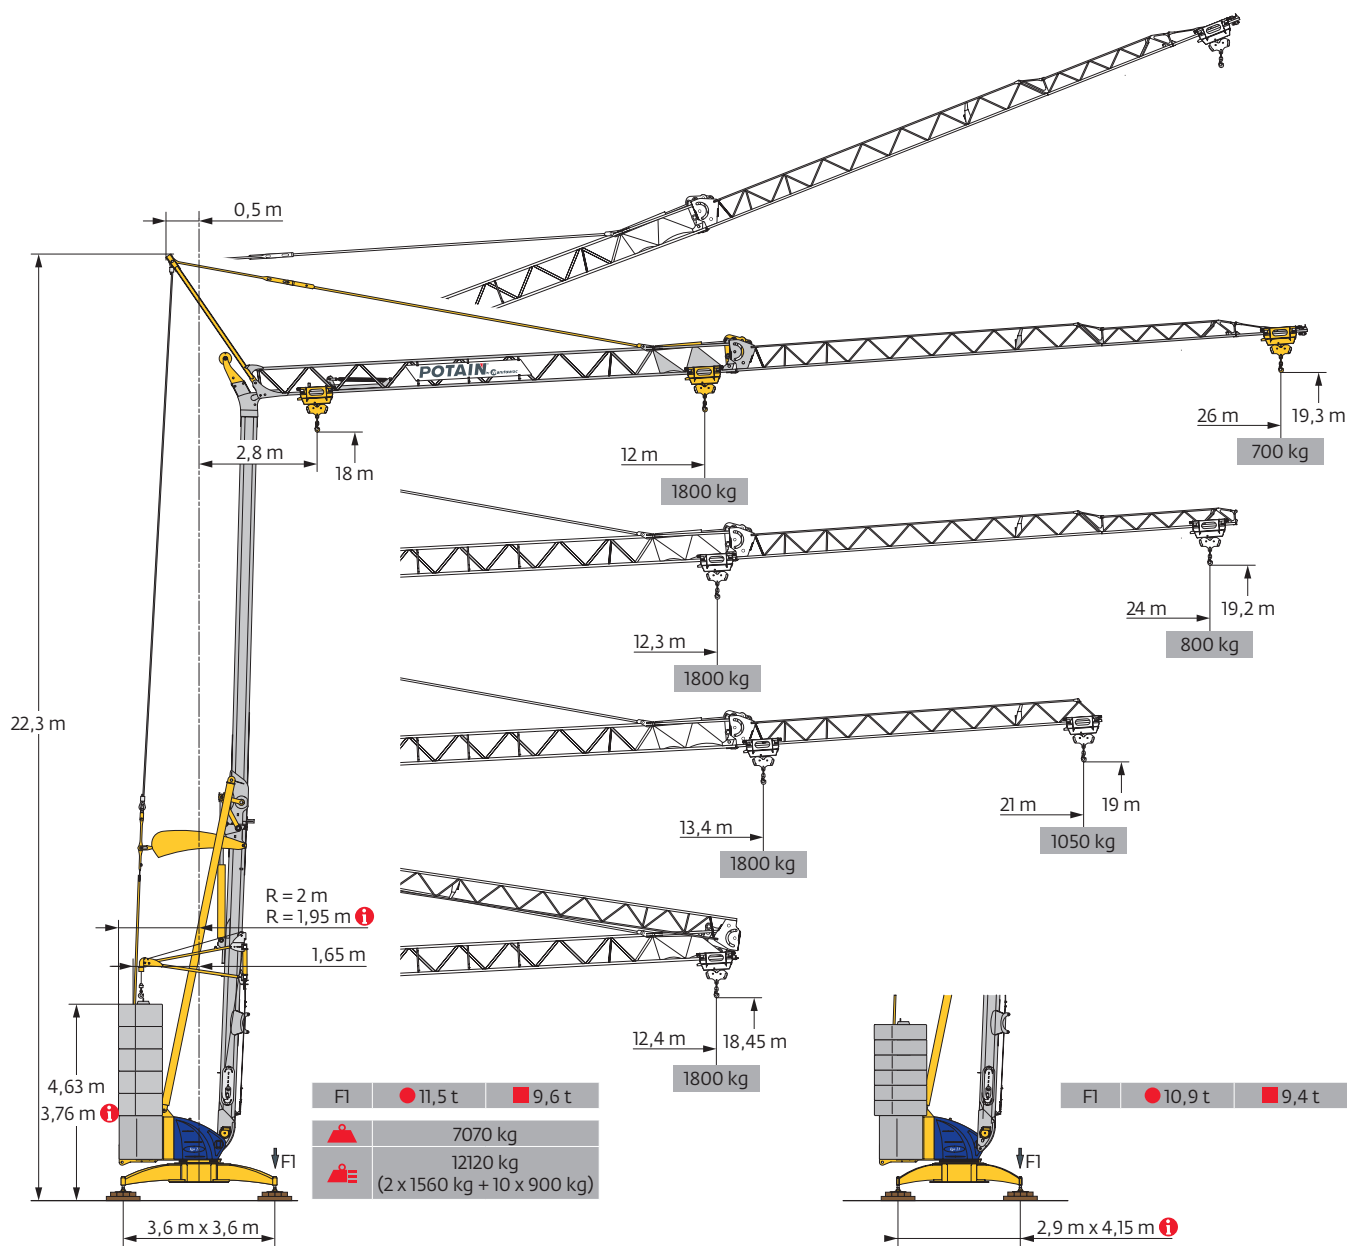 0,5 m
POTAIN
by Manitowoc
2,8 m
18 m
12 m
1800 kg
26 m
19,3 m
700 kg
12,3 m
1800 kg
24 m
19,2 m
800 kg
22,3 m
13,4 m
1800 kg
21 m
19 m
1050 kg
R = 2 m
R = 1,95 m i
1,65 m
12,4 m
18,45 m
1800 kg
4,63 m
3,76 m i
F1 11,5 t 9,6 t
7070 kg
12120 kg
(2 x 1560 kg + 10 x 900 kg)
F1
3,6 m x 3,6 m
F1 10,9 t 9,4 t
F1
2,9 m x 4,15 m i